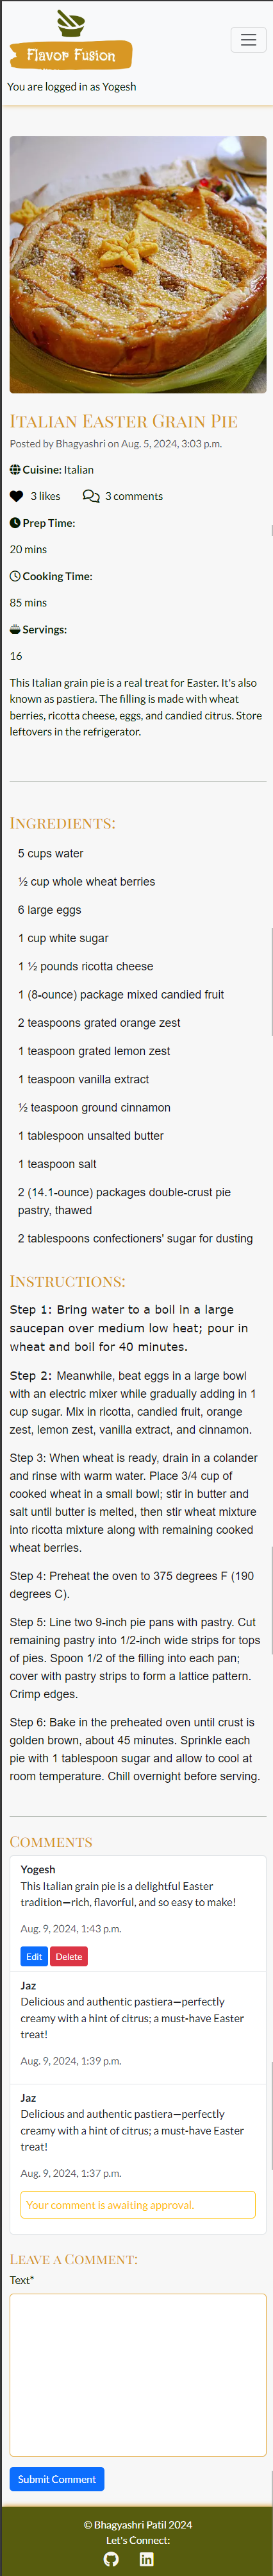 Flavor Fusion
You are logged in as Yogesh
Italian Easter Grain Pie
Posted by Bhagyashri on Aug. 5, 2024, 3:03 p.m.
Cuisine: Italian
3 likes 3 comments
Prep Time:
20 mins
Cooking Time:
85 mins
Servings:
16
This Italian grain pie is a real treat for Easter. It's also
known as pastiera. The filling is made with wheat
berries, ricotta cheese, eggs, and candied citrus. Store
leftovers in the refrigerator.
Ingredients:
5 cups water
½ cup whole wheat berries
6 large eggs
1 cup white sugar
1 ½ pounds ricotta cheese
1 (8-ounce) package mixed candied fruit
2 teaspoons grated orange zest
1 teaspoon grated lemon zest
1 teaspoon vanilla extract
½ teaspoon ground cinnamon
1 tablespoon unsalted butter
1 teaspoon salt
2 (14.1-ounce) packages double-crust pie
pastry, thawed
2 tablespoons confectioners' sugar for dusting
Instructions:
Step 1: Bring water to a boil in a large
saucepan over medium low heat; pour in
wheat and boil for 40 minutes.
Step 2: Meanwhile, beat eggs in a large bowl
with an electric mixer while gradually adding in 1
cup sugar. Mix in ricotta, candied fruit, orange
zest, lemon zest, vanilla extract, and cinnamon.
Step 3: When wheat is ready, drain in a colander
and rinse with warm water. Place 3/4 cup of
cooked wheat in a small bowl; stir in butter and
salt until butter is melted, then stir wheat mixture
into ricotta mixture along with remaining cooked
wheat berries.
Step 4: Preheat the oven to 375 degrees F (190
degrees C).
Step 5: Line two 9-inch pie pans with pastry. Cut
remaining pastry into 1/2-inch wide strips for tops
of pies. Spoon 1/2 of the filling into each pan;
cover with pastry strips to form a lattice pattern.
Crimp edges.
Step 6: Bake in the preheated oven until crust is
golden brown, about 45 minutes. Sprinkle each
pie with 1 tablespoon sugar and allow to cool at
room temperature. Chill overnight before serving.
Comments
Yogesh
This Italian grain pie is a delightful Easter
tradition—rich, flavorful, and so easy to make!
Aug. 9, 2024, 1:43 p.m.
Edit Delete
Jaz
Delicious and authentic pastiera—perfectly
creamy with a hint of citrus; a must-have Easter
treat!
Aug. 9, 2024, 1:39 p.m.
Jaz
Delicious and authentic pastiera—perfectly
creamy with a hint of citrus; a must-have Easter
treat!
Aug. 9, 2024, 1:37 p.m.
Your comment is awaiting approval.
Leave a Comment:
Text*
Submit Comment
© Bhagyashri Patil 2024
Let's Connect: